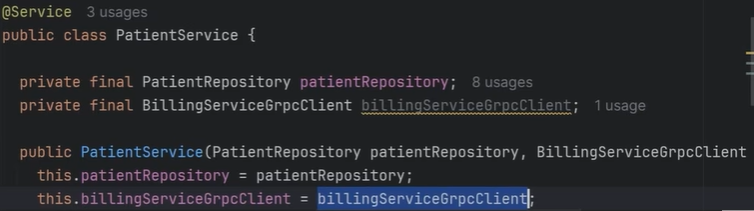 @Service 3 usages
public class PatientService {
private final PatientRepository patientRepository; 8 usages
private final BillingServiceGrpcClient billingServiceGrpcClient; 1 usage
public PatientService(PatientRepository patientRepository, BillingServiceGrpcClient
this.patientRepository = patientRepository;
this.billingServiceGrpcClient = billingServiceGrpcClient;